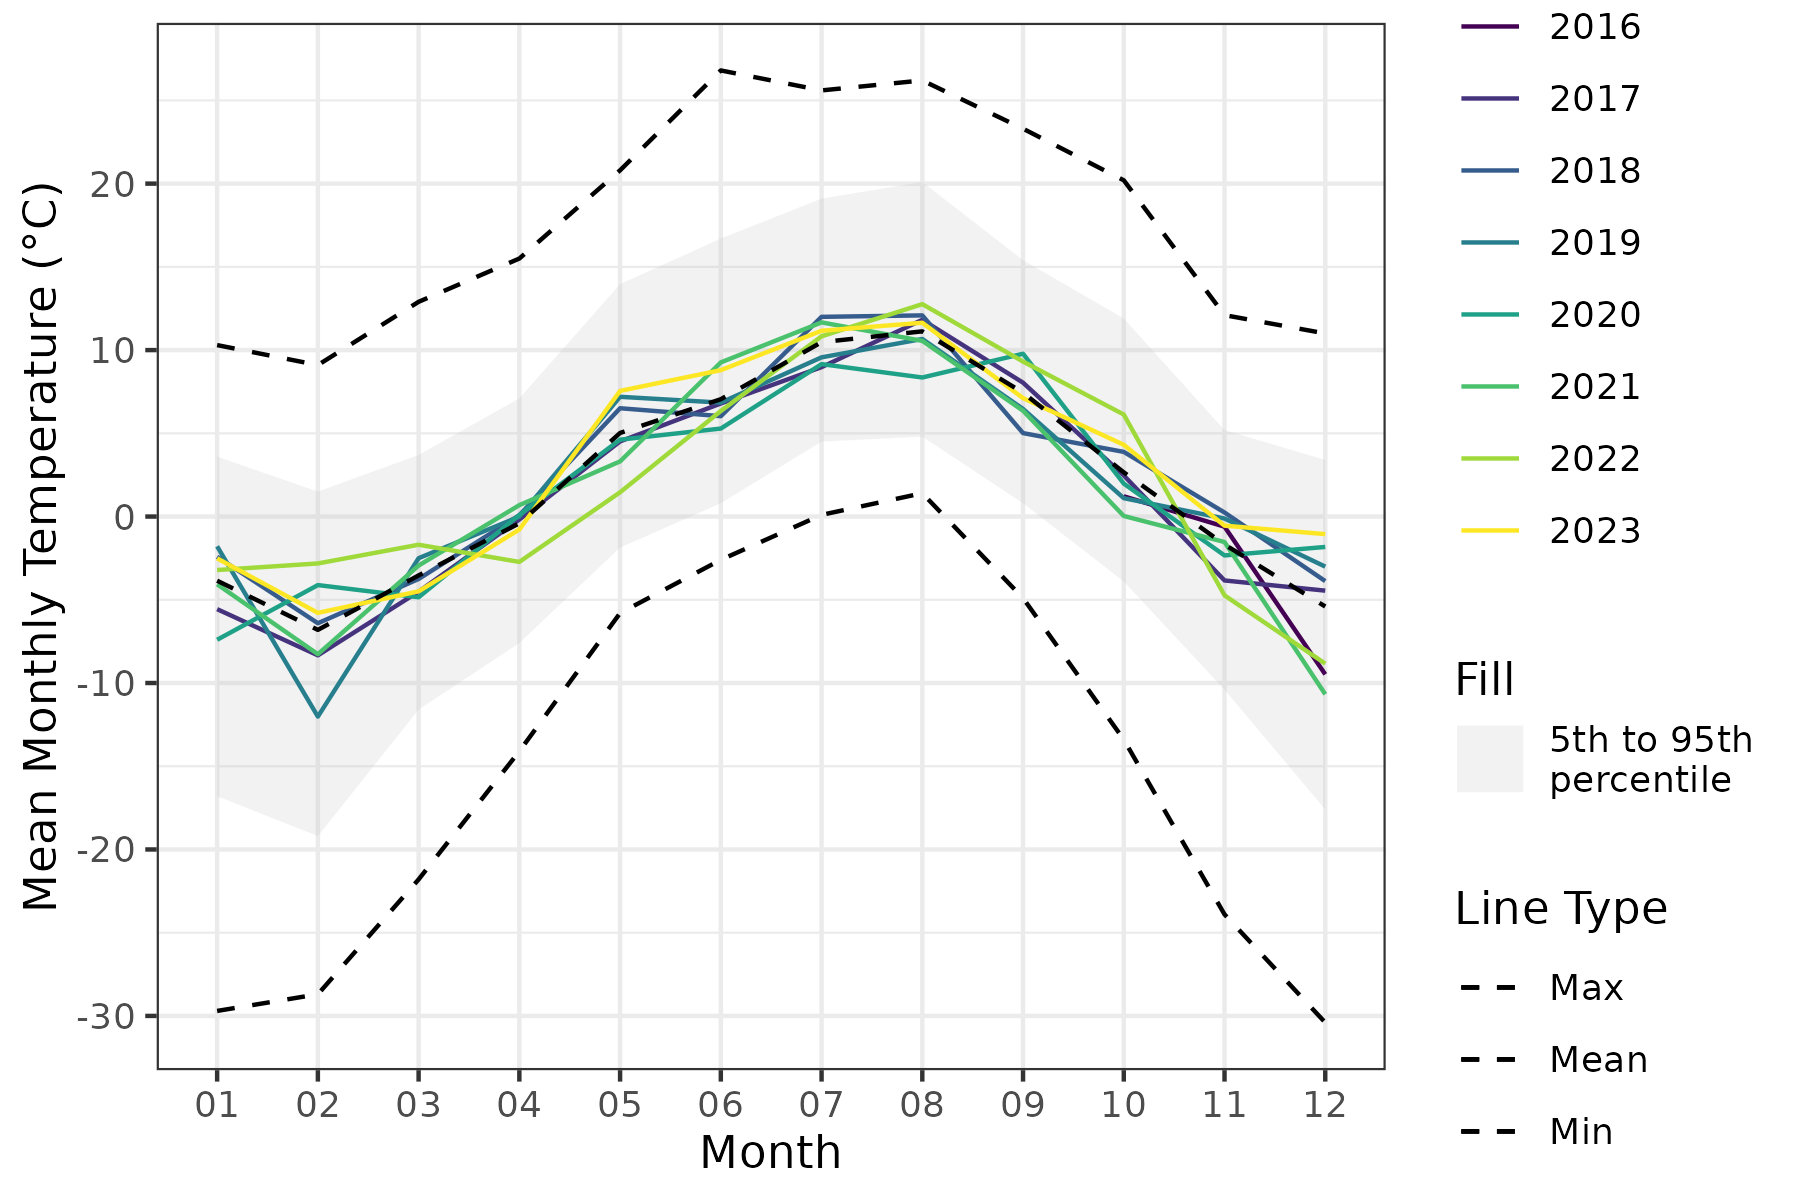 Mean Monthly Temperature (°C)
20
10
0
-10
-20
-30
01 02 03 04 05 06 07 08 09 10 11 12
Month
2016
2017
2018
2019
2020
2021
2022
2023
Fill
5th to 95th
percentile
Line Type
Max
Mean
Min